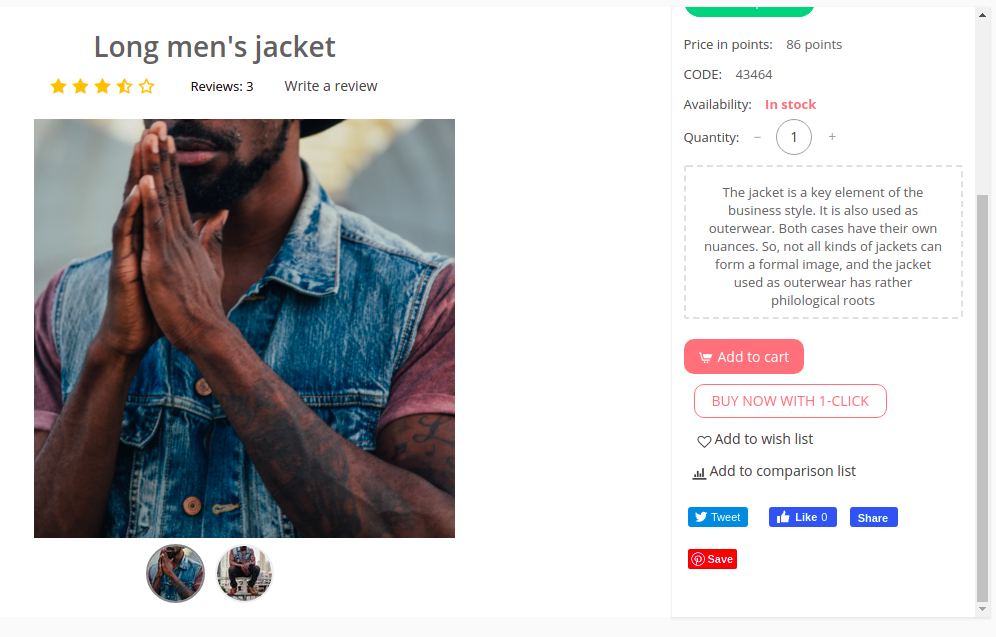 Long men's jacket
Reviews: 3 Write a review
Price in points: 86 points
CODE: 43464
Availability: In stock
Quantity: − 1 +
The jacket is a key element of the
business style. It is also used as
outerwear. Both cases have their own
nuances. So, not all kinds of jackets can
form a formal image, and the jacket
used as outerwear has rather
philological roots
Add to cart
BUY NOW WITH 1-CLICK
Add to wish list
Add to comparison list
Tweet Like 0 Share
Save